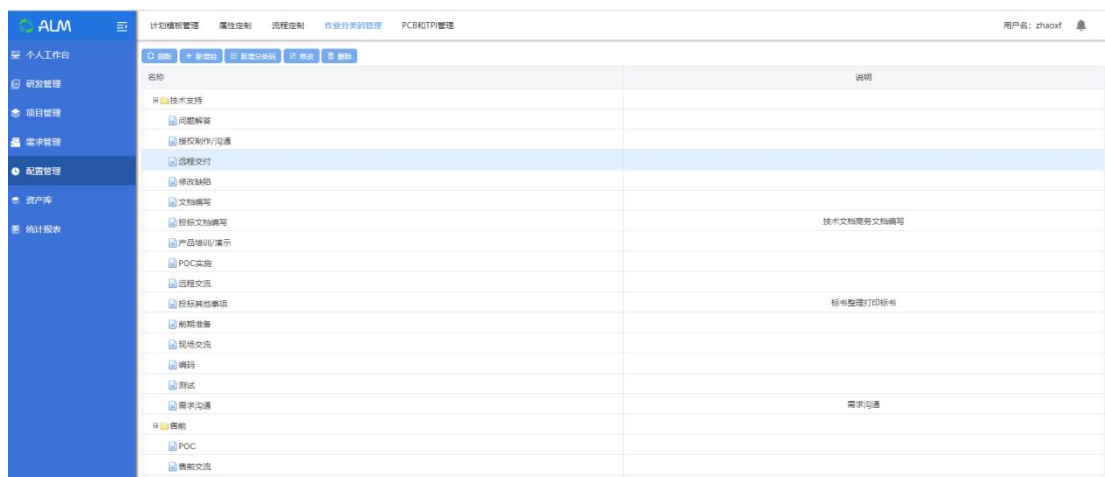 ALM
计划模板管理 属性定制 流程定制 作业分类码管理 PCB和TPI管理 用户名：zhaoxf
个人工作台
研发管理
项目管理
需求管理
配置管理
资产库
统计报表
刷新 新增组 新增分类码 修改 删除
名称 说明
技术支持
问题解答
授权制作/沟通
远程交付
修改缺陷
文档编写
投标文档编写 技术文档商务文档编写
产品培训/演示
POC实施
远程交流
投标其他事项 标书整理打印标书
前期准备
现场交流
编码
测试
需求沟通 需求沟通
售前
POC
售前交流